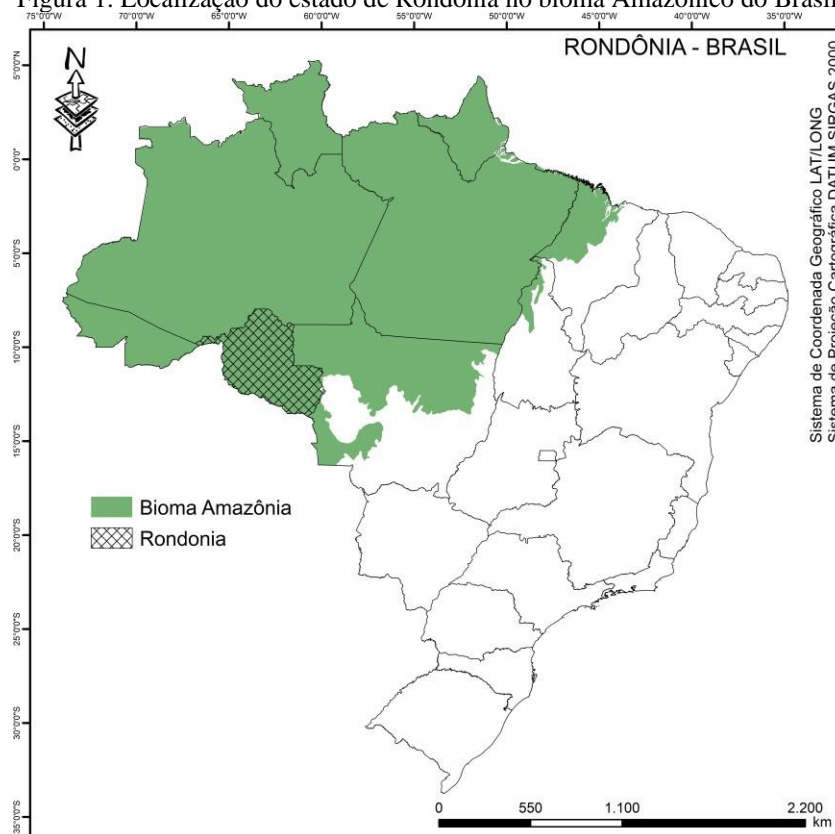 Figura 1. Localização do estado de Rondônia no bioma Amazônico do Brasil
75°0'0"W 70°0'0"W 65°0'0"W 60°0'0"W 55°0'0"W 50°0'0"W 45°0'0"W 40°0'0"W 35°0'0"W
RONDÔNIA - BRASIL
N
5°0'0"N
0°0'0"
5°0'0"S
10°0'0"S
15°0'0"S
20°0'0"S
25°0'0"S
30°0'0"S
35°0'0"S
Sistema de Coordenada Geográfico LAT/LONG
Sistema de Projeção Cartográfica DATUM SIRGAS 2000
Bioma Amazônia
Rondonia
0 550 1.100 2.200
km